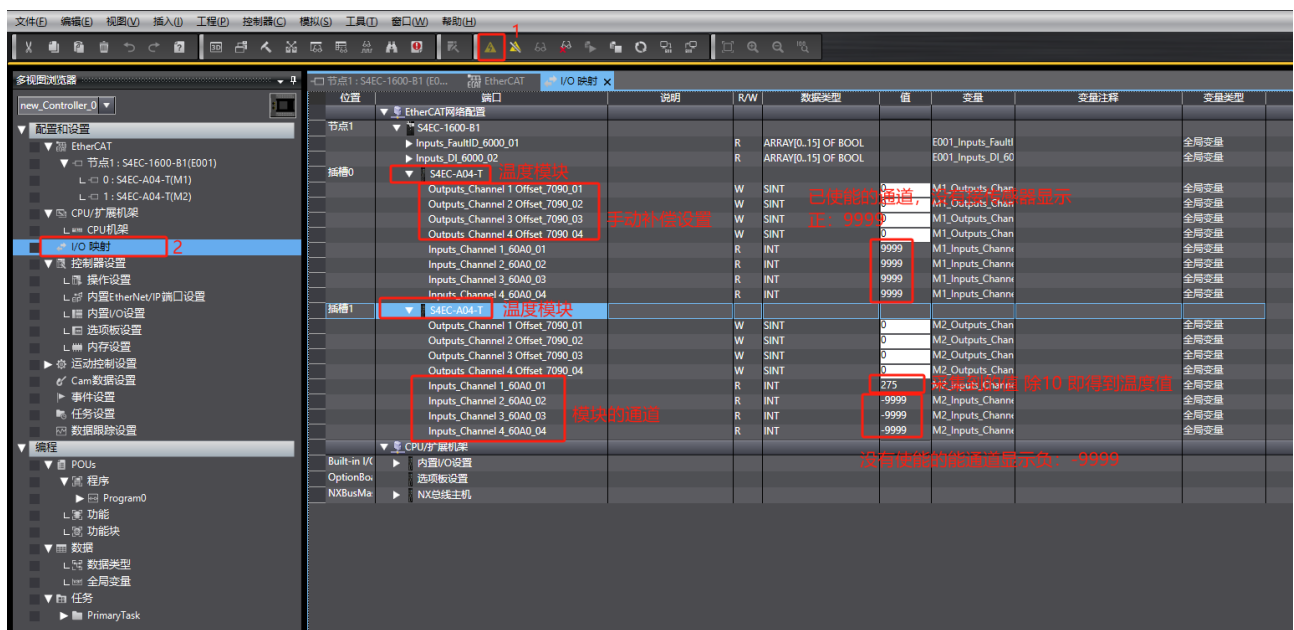 文件(F) 编辑(E) 视图(V) 插入(I) 工程(P) 控制器(C) 模拟(S) 工具(T) 窗口(W) 帮助(H)
1
多视图浏览器
节点1 : S4EC-1600-B1 (E0... EtherCAT I/O 映射
new_Controller_0
位置 端口 说明 R/W 数据类型 值 变量 变量注释 变量类型
配置和设置
EtherCAT
节点1 : S4EC-1600-B1(E001)
0 : S4EC-A04-T(M1)
1 : S4EC-A04-T(M2)
CPU/扩展机架
CPU机架
I/O 映射 2
控制器设置
操作设置
内置EtherNet/IP端口设置
内置I/O设置
选项板设置
内存设置
运动控制设置
Cam数据设置
事件设置
任务设置
数据跟踪设置
编程
POUs
程序
Program0
功能
功能块
数据
数据类型
全局变量
任务
PrimaryTask
EtherCAT网络配置
节点1 S4EC-1600-B1
Inputs_FaultID_6000_01 R ARRAY[0..15] OF BOOL E001_Inputs_Faultl 全局变量
Inputs_DI_6000_02 R ARRAY[0..15] OF BOOL E001_Inputs_DI_60 全局变量
插槽0 S4EC-A04-T 温度模块
Outputs_Channel 1 Offset_7090_01 W SINT 0 M1_Outputs_Chan 全局变量
Outputs_Channel 2 Offset_7090_02 W SINT 0 M1_Outputs_Chan 全局变量
Outputs_Channel 3 Offset_7090_03 W SINT 0 M1_Outputs_Chan 全局变量
Outputs_Channel 4 Offset_7090_04 W SINT 0 M1_Outputs_Chan 全局变量
手动补偿设置
已使能的通道,
器显示
正：9999
Inputs_Channel 1_60A0_01 R INT 9999 M1_Inputs_Channe 全局变量
Inputs_Channel 2_60A0_02 R INT 9999 M1_Inputs_Channe 全局变量
Inputs_Channel 3_60A0_03 R INT 9999 M1_Inputs_Channe 全局变量
Inputs_Channel 4_60A0_04 R INT 9999 M1_Inputs_Channe 全局变量
插槽1 S4EC-A04-T 温度模块
Outputs_Channel 1 Offset_7090_01 W SINT 0 M2_Outputs_Chan 全局变量
Outputs_Channel 2 Offset_7090_02 W SINT 0 M2_Outputs_Chan 全局变量
Outputs_Channel 3 Offset_7090_03 W SINT 0 M2_Outputs_Chan 全局变量
Outputs_Channel 4 Offset_7090_04 W SINT 0 M2_Outputs_Chan 全局变量
Inputs_Channel 1_60A0_01 R INT 275 M2_Inputs_Channe 除10 即得到温度值 全局变量
Inputs_Channel 2_60A0_02 R INT -9999 M2_Inputs_Channe 全局变量
Inputs_Channel 3_60A0_03 模块的通道 R INT -9999 M2_Inputs_Channe 全局变量
Inputs_Channel 4_60A0_04 R INT -9999 M2_Inputs_Channe 全局变量
CPU/扩展机架
Built-in I/( 内置I/O设置
没有使能的能通道显示负：-9999
OptionBo 选项板设置
NXBusMa NX总线主机